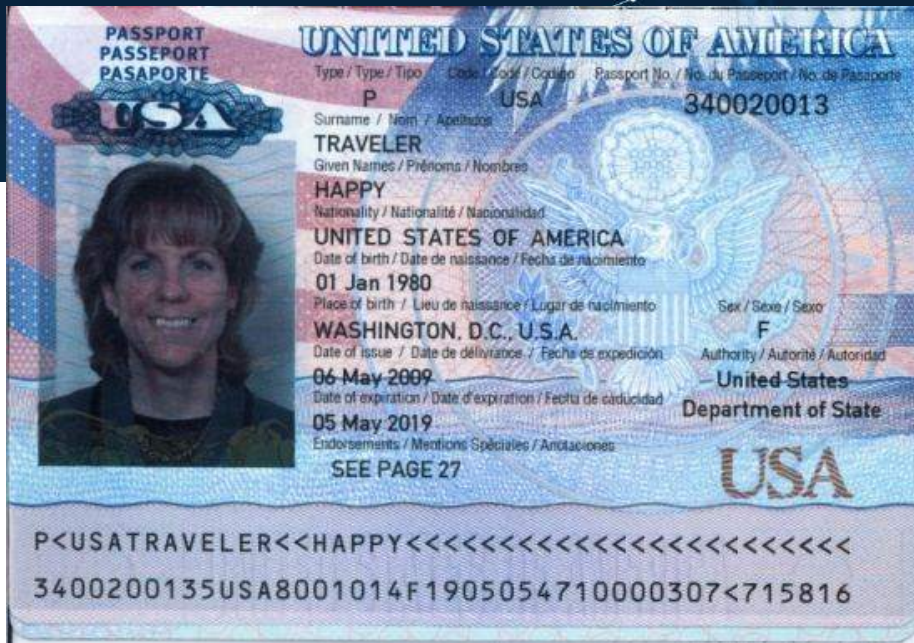 PASSPORT
PASSEPORT
PASAPORTE
USA
UNITED STATES OF AMERICA
Type / Type / Tipo Code / Code / Codigo Passport No. / No. du Passeport / No. de Pasaporte
P USA 340020013
Surname / Nom / Apellidos
TRAVELER
Given Names / Prénoms / Nombres
HAPPY
Nationality / Nationalité / Nacionalidad
UNITED STATES OF AMERICA
Date of birth / Date de naissance / Fecha de nacimiento
01 Jan 1980
Place of birth / Lieu de naissance / Lugar de nacimiento Sex / Sexe / Sexo
WASHINGTON, D.C., U.S.A. F
Date of issue / Date de délivrance / Fecha de expedición Authority / Autorité / Autoridad
06 May 2009 United States
Date of expiration / Date d'expiration / Fecha de caducidad Department of State
05 May 2019
Endorsements / Mentions Spéciales / Anotaciones
SEE PAGE 27 USA
P<USATRAVELER<<HAPPY<<<<<<<<<<<<<<<<<<<<<<<<
3400200135USA8001014F1905054710000307<715816